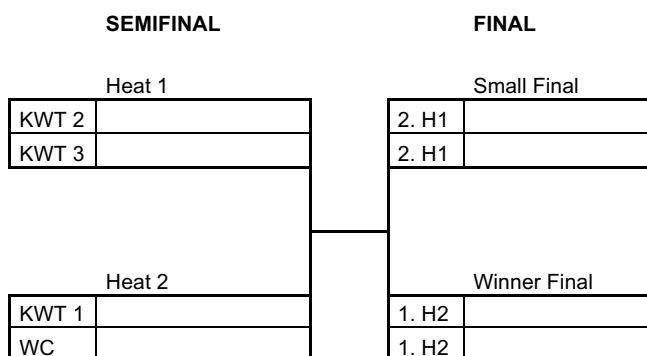 SEMIFINAL
FINAL
Heat 1
Small Final
KWT 2
2. H1
KWT 3
2. H1
Heat 2
Winner Final
KWT 1
1. H2
WC
1. H2